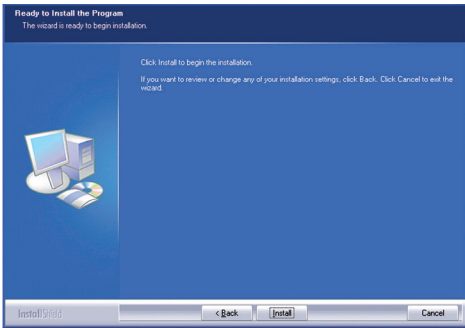 Ready to Install the Program
The wizard is ready to begin installation.
Click Install to begin the installation.
If you want to review or change any of your installation settings, click Back. Click Cancel to exit the
wizard.
InstallShield
< Back
Install
Cancel